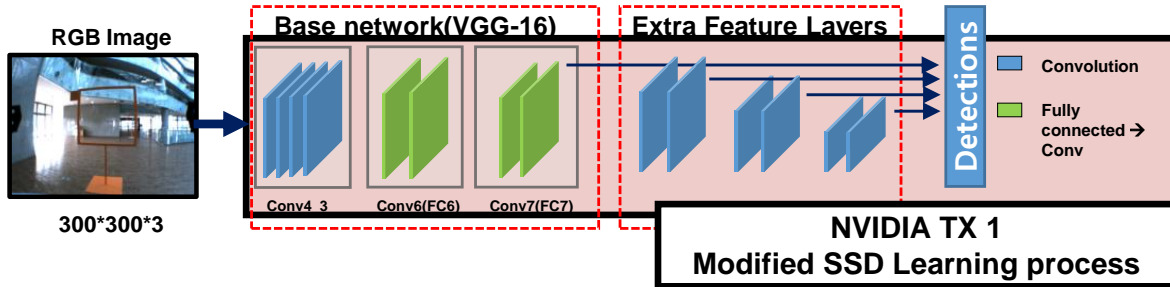 Base network(VGG-16)
Extra Feature Layers
RGB Image
Detections
Convolution
Fully
connected →
Conv
Conv4_3
Conv6(FC6)
Conv7(FC7)
300*300*3
NVIDIA TX 1
Modified SSD Learning process